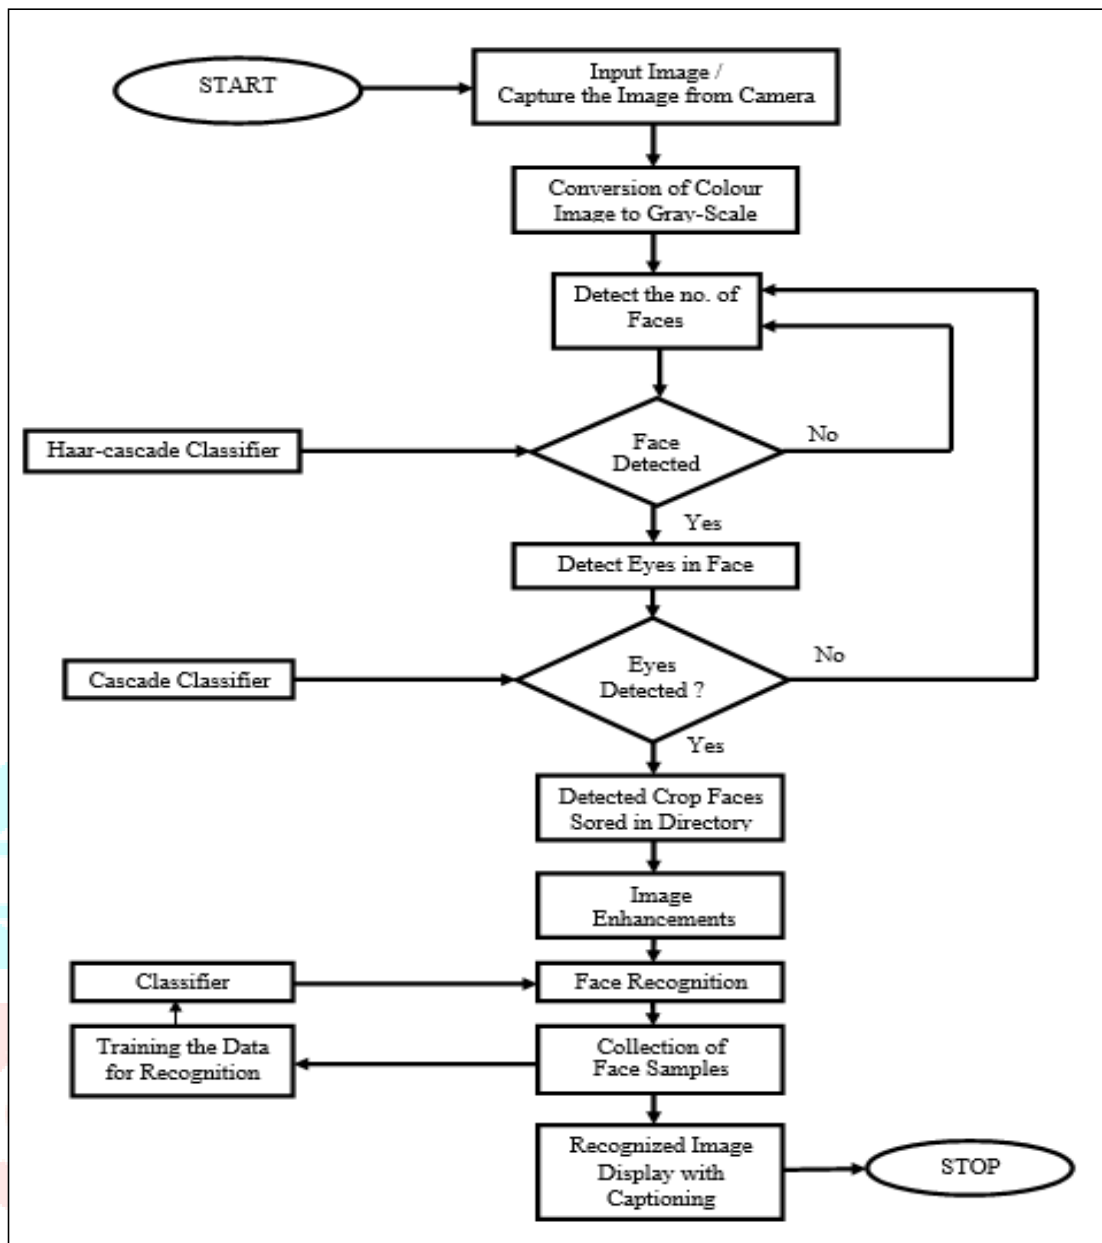 START
Input Image /
Capture the Image from Camera
Conversion of Colour
Image to Gray-Scale
Detect the no. of
Faces
Haar-cascade Classifier
Face
Detected
No
Yes
Detect Eyes in Face
Cascade Classifier
Eyes
Detected ?
No
Yes
Detected Crop Faces
Sored in Directory
Image
Enhancements
Classifier
Face Recognition
Training the Data
for Recognition
Collection of
Face Samples
Recognized Image
Display with
Captioning
STOP